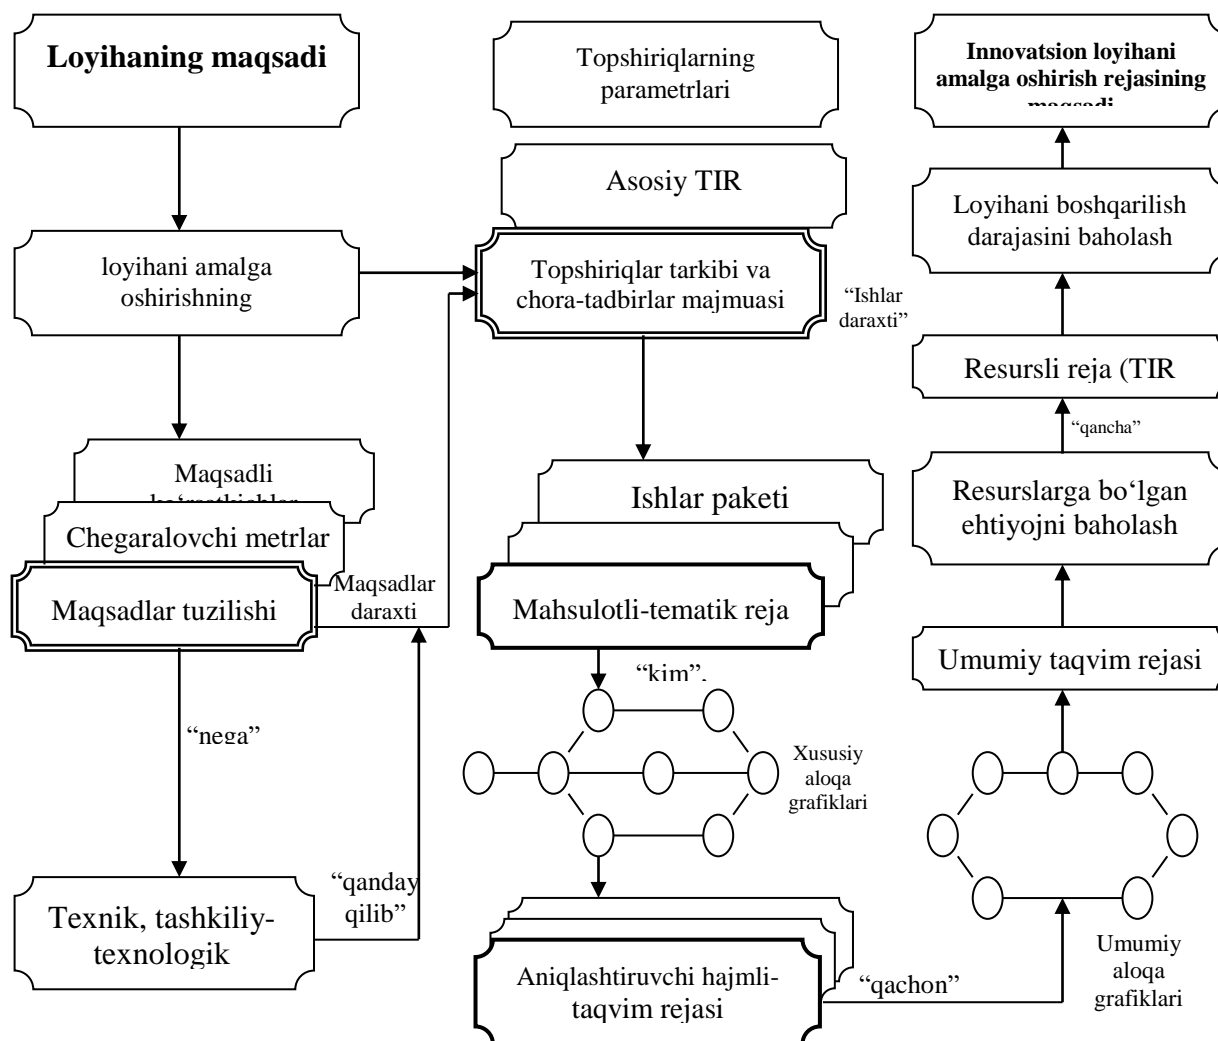 Loyihaning maqsadi
loyihani amalga
oshirishning
Maqsadli
Chegaralovchi metrlar
Maqsadlar tuzilishi
Maqsadlar
daraxti
“nega”
“qanday
qilib”
Texnik, tashkiliy-
texnologik
Topshiriqlarning
parametrlari
Asosiy TIR
Topshiriqlar tarkibi va
chora-tadbirlar majmuasi
“Ishlar
daraxti”
Ishlar paketi
Mahsulotli-tematik reja
“kim”,
Xususiy
aloqa
grafiklari
Aniqlashtiruvchi hajmli-
taqvim rejasi
“qachon”
Innovatsion loyihani
amalga oshirish rejasining
maqsadi
Loyihani boshqarilish
darajasini baholash
Resursli reja (TIR
“qancha”
Resurslarga bo‘lgan
ehtiyojni baholash
Umumiy taqvim rejasi
Umumiy
aloqa
grafiklari